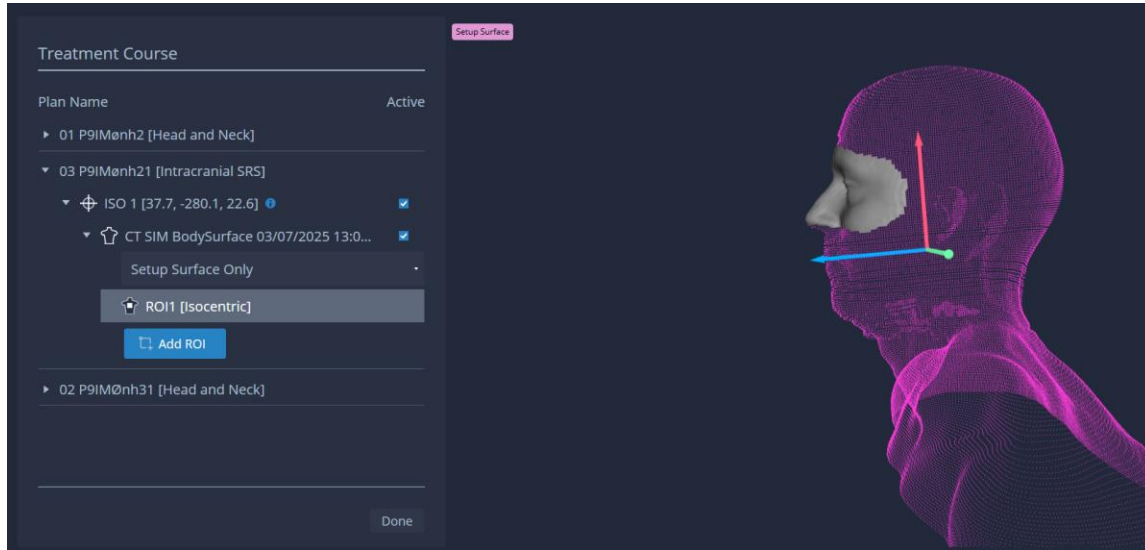 Setup Surface
Treatment Course
Plan Name Active
01 P9IMønh2 [Head and Neck]
03 P9IMønh21 [Intracranial SRS]
ISO 1 [37.7, -280.1, 22.6]
CT SIM BodySurface 03/07/2025 13:0...
Setup Surface Only
ROI1 [Isocentric]
Add ROI
02 P9IMØnh31 [Head and Neck]
Done